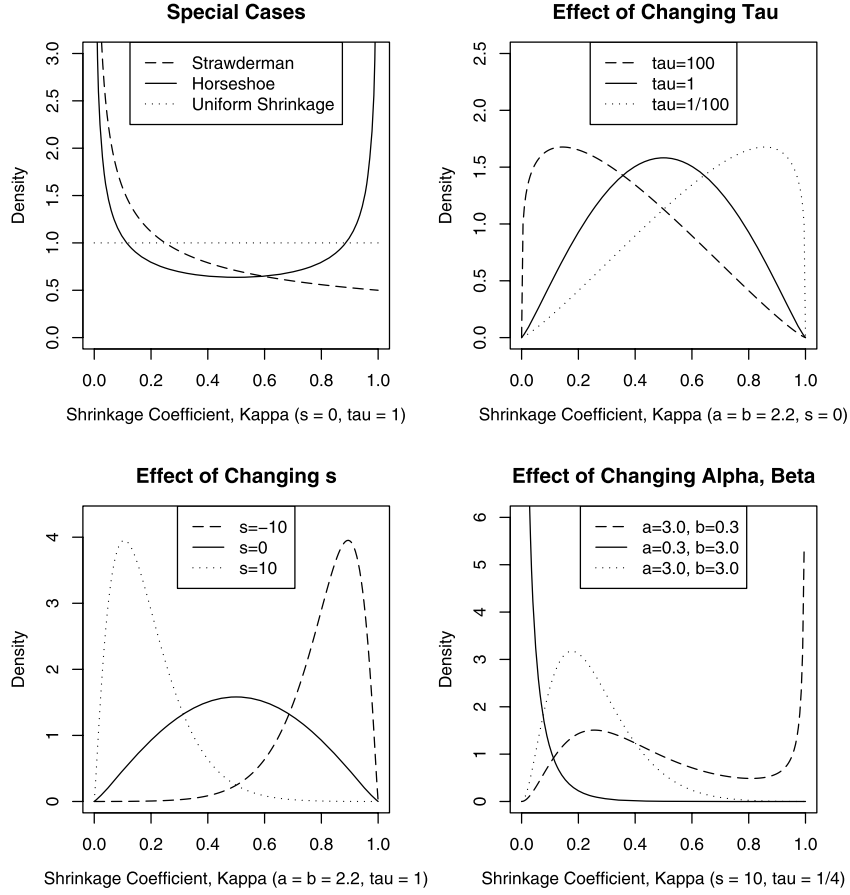 Special Cases
Strawderman
Horseshoe
Uniform Shrinkage
Density
0.0 0.5 1.0 1.5 2.0 2.5 3.0
0.0 0.2 0.4 0.6 0.8 1.0
Shrinkage Coefficient, Kappa (s = 0, tau = 1)
Effect of Changing Tau
tau=100
tau=1
tau=1/100
Density
0.0 0.5 1.0 1.5 2.0 2.5
0.0 0.2 0.4 0.6 0.8 1.0
Shrinkage Coefficient, Kappa (a = b = 2.2, s = 0)
Effect of Changing s
s=−10
s=0
s=10
Density
0 1 2 3 4
0.0 0.2 0.4 0.6 0.8 1.0
Shrinkage Coefficient, Kappa (a = b = 2.2, tau = 1)
Effect of Changing Alpha, Beta
a=3.0, b=0.3
a=0.3, b=3.0
a=3.0, b=3.0
Density
0 1 2 3 4 5 6
0.0 0.2 0.4 0.6 0.8 1.0
Shrinkage Coefficient, Kappa (s = 10, tau = 1/4)